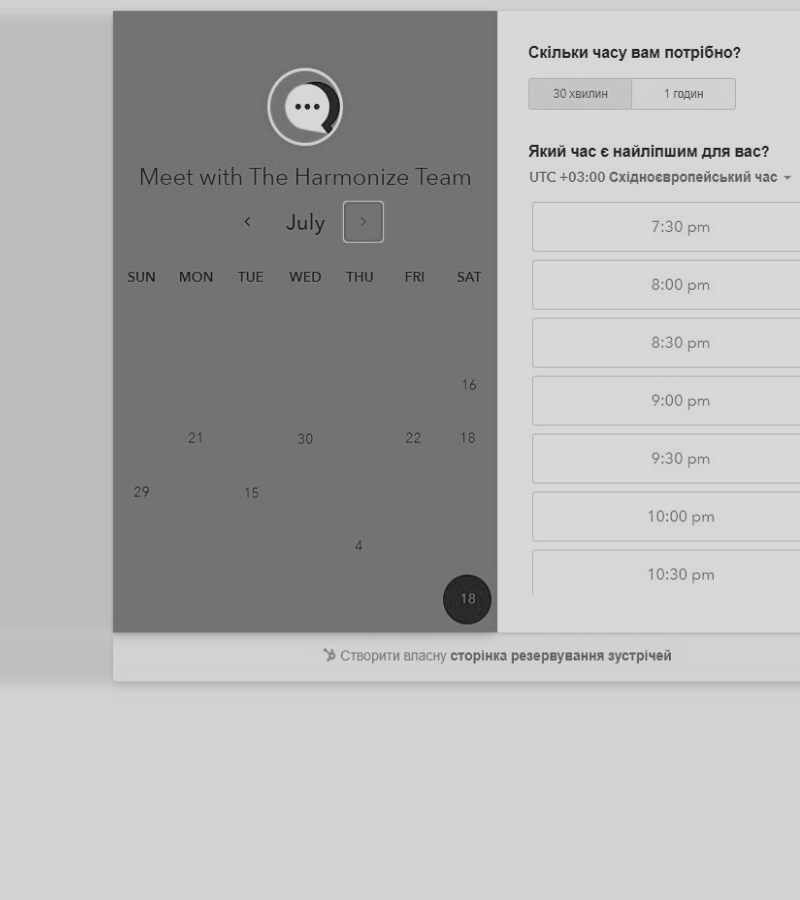 Meet with The Harmonize Team
July
SUN MON TUE WED THU FRI SAT
16
21 30 22 18
29 15
4
18
Скільки часу вам потрібно?
30 хвилин 1 годин
Який час є найліпшим для вас?
UTC +03:00 Східноєвропейський час
7:30 pm
8:00 pm
8:30 pm
9:00 pm
9:30 pm
10:00 pm
10:30 pm
Створити власну сторінка резервування зустрічей